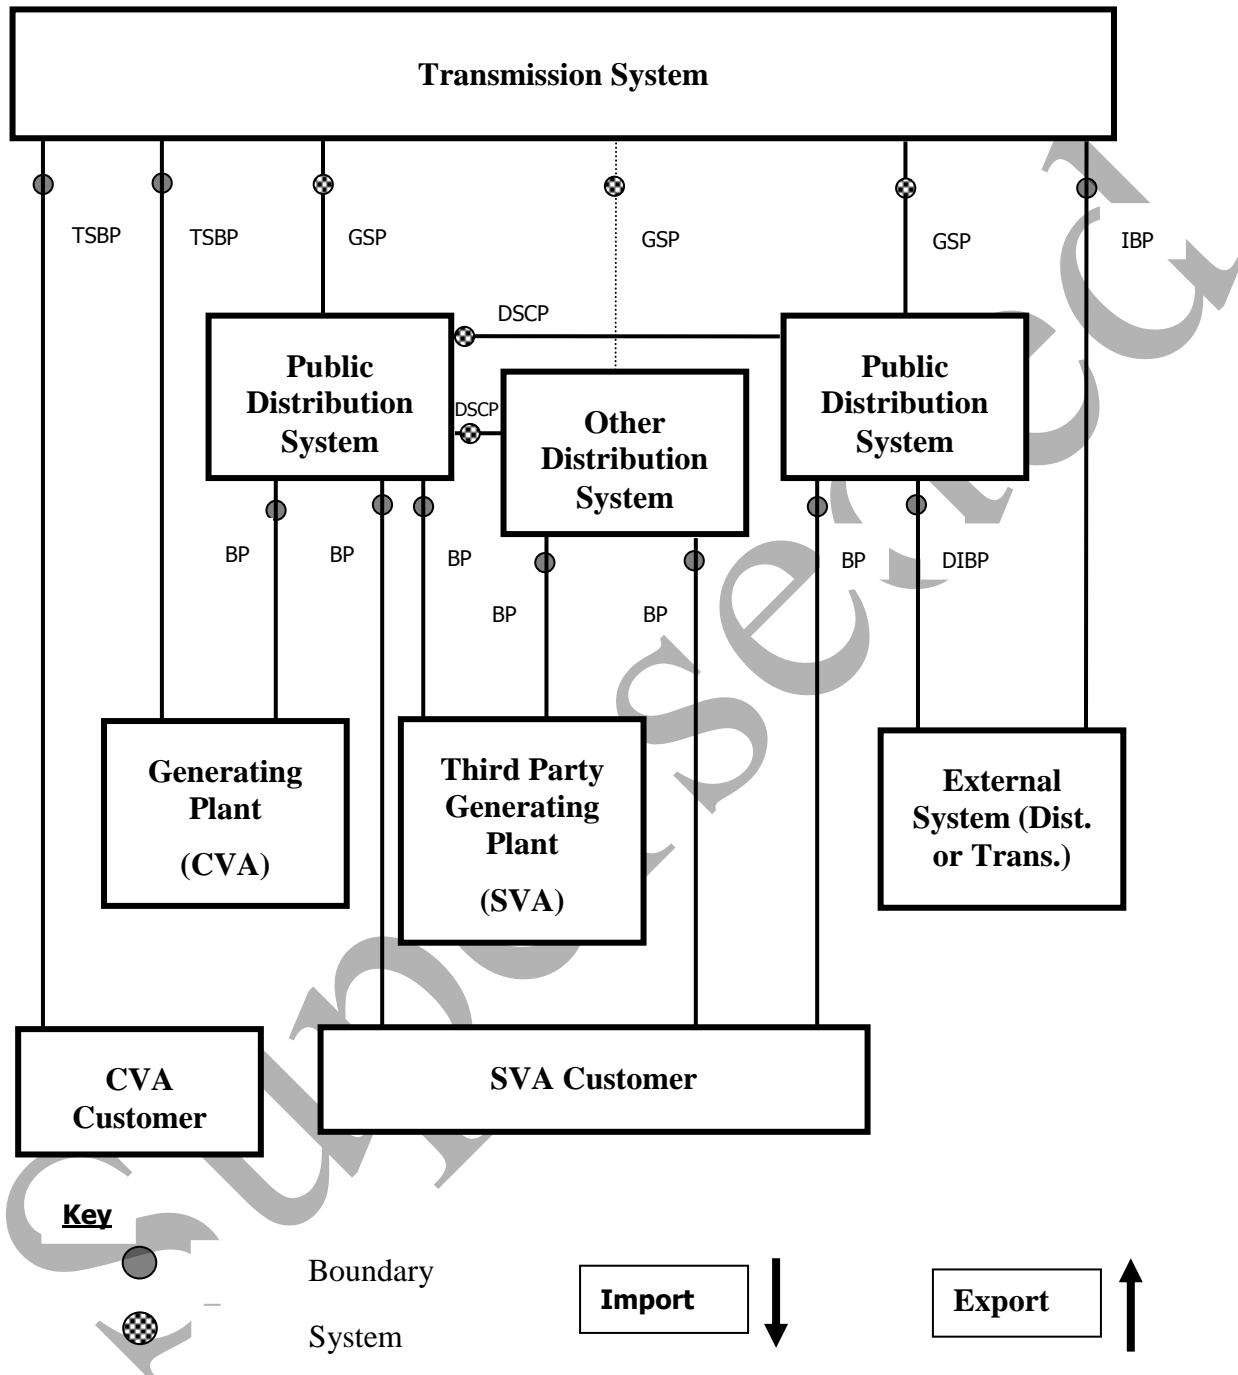 Transmission System
TSBP
TSBP
GSP
GSP
GSP
IBP
DSCP
Public
Distribution
System
DSCP
Other
Distribution
System
Public
Distribution
System
BP
BP
BP
BP
BP
BP
DIBP
Generating
Plant
(CVA)
Third Party
Generating
Plant
(SVA)
External
System (Dist.
or Trans.)
CVA
Customer
SVA Customer
Key
Boundary
System
Import
Export
Superseded